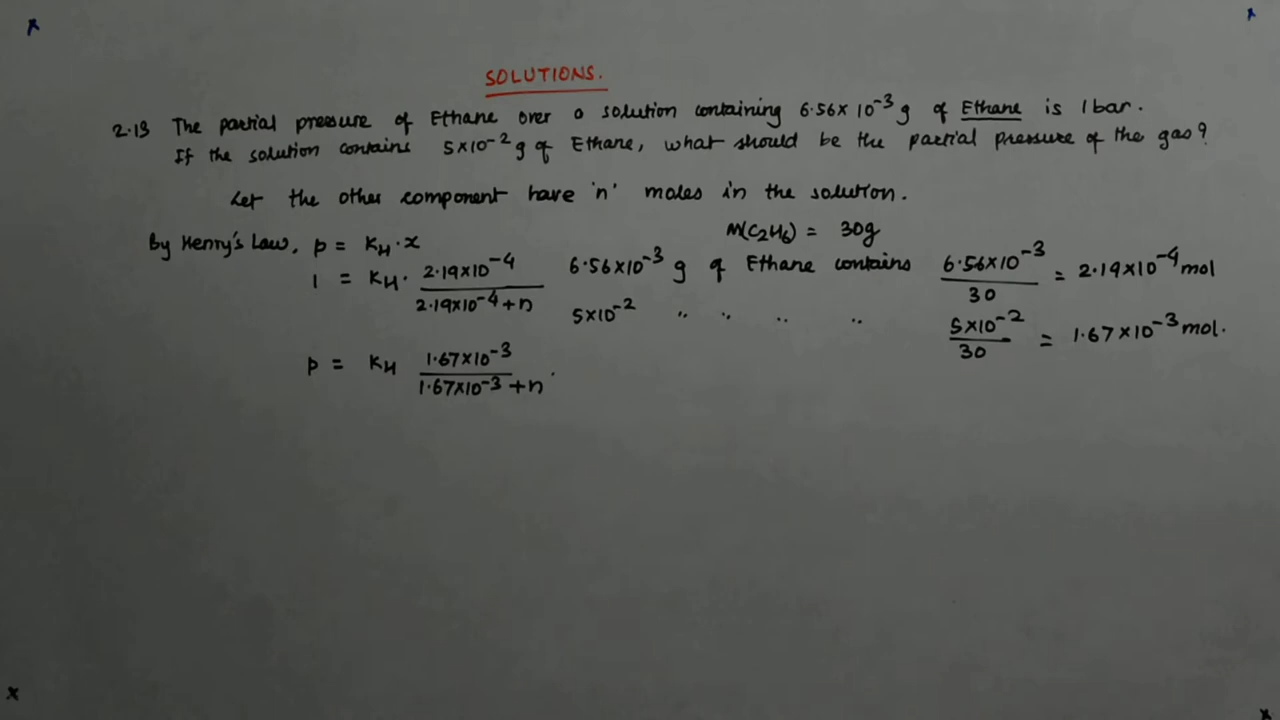 SOLUTIONS.
2.13 The partial pressure of Ethane over a solution containing 6.56×10⁻³ g of Ethane is 1 bar.
If the solution contains 5×10⁻² g of Ethane, what should be the partial pressure of the gas?
Let the other component have 'n' moles in the solution.
By Henry's Law, p = K_H · x
M(C₂H₆) = 30g
1 = K_H · 2.19×10⁻⁴ / 2.19×10⁻⁴ + n
6.56×10⁻³ g of Ethane contains 6.56×10⁻³ / 30 = 2.19×10⁻⁴ mol
5×10⁻² " " " " 5×10⁻² / 30 = 1.67×10⁻³ mol.
p = K_H 1.67×10⁻³ / 1.67×10⁻³ + n .